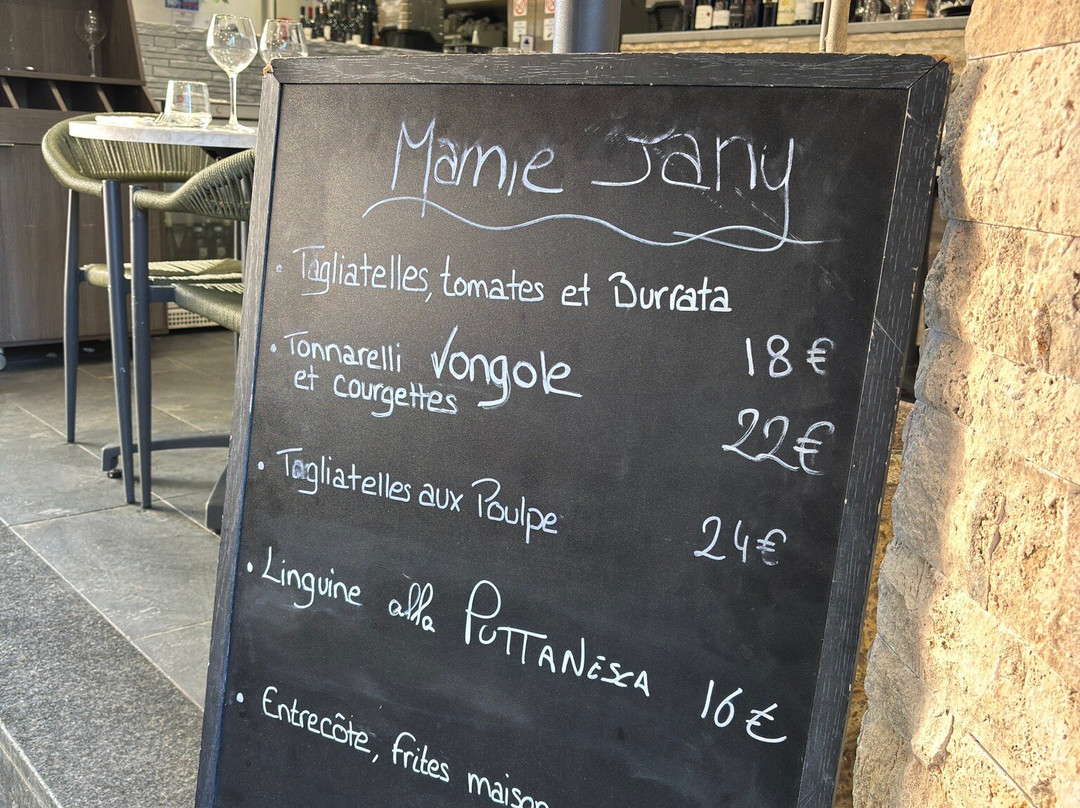 Mamie Jany
• Tagliatelles, tomates et Burrata
18€
• Tonnarelli Vongole
et courgettes
22€
• Tagliatelles aux Poulpe
24€
• Linguine alla PUTTANESCA
16€
• Entrecôte, frites maison